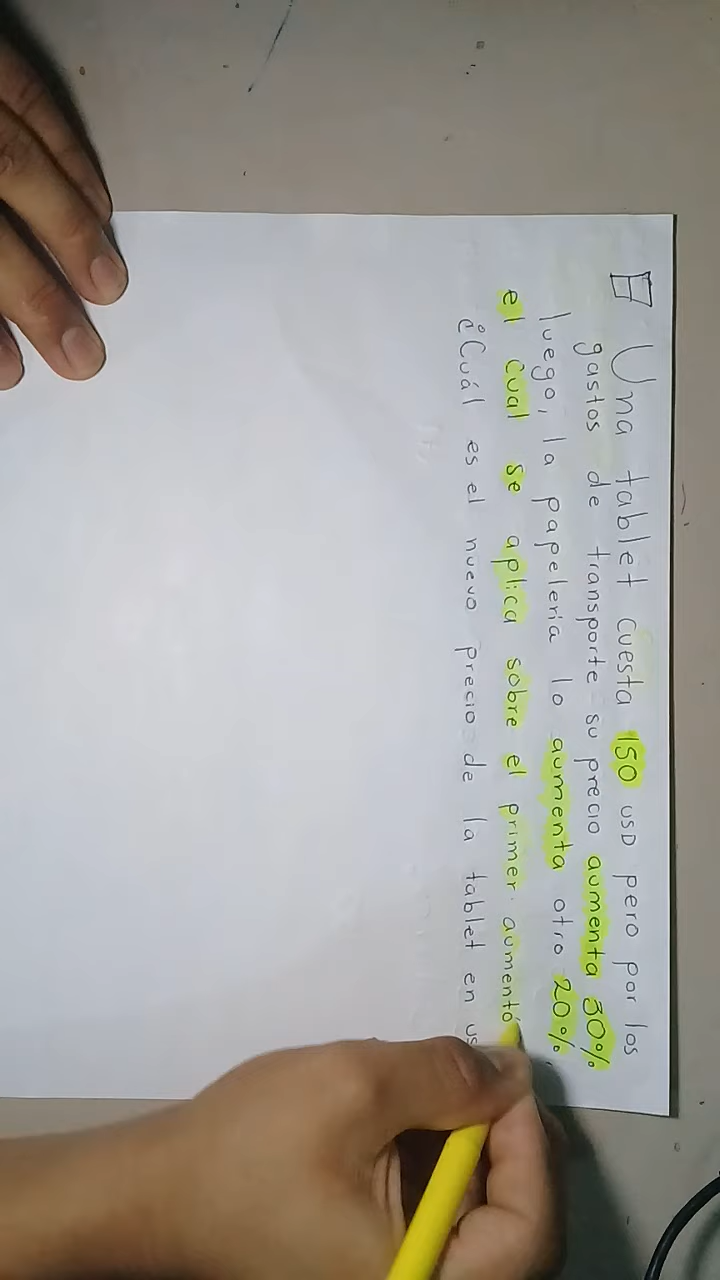 Una tablet cuesta 150 USD pero por los
gastos de transporte su precio aumenta 30%
luego, la papelería lo aumenta otro 20%
el cual se aplica sobre el primer aumento
¿Cuál es el nuevo precio de la tablet en